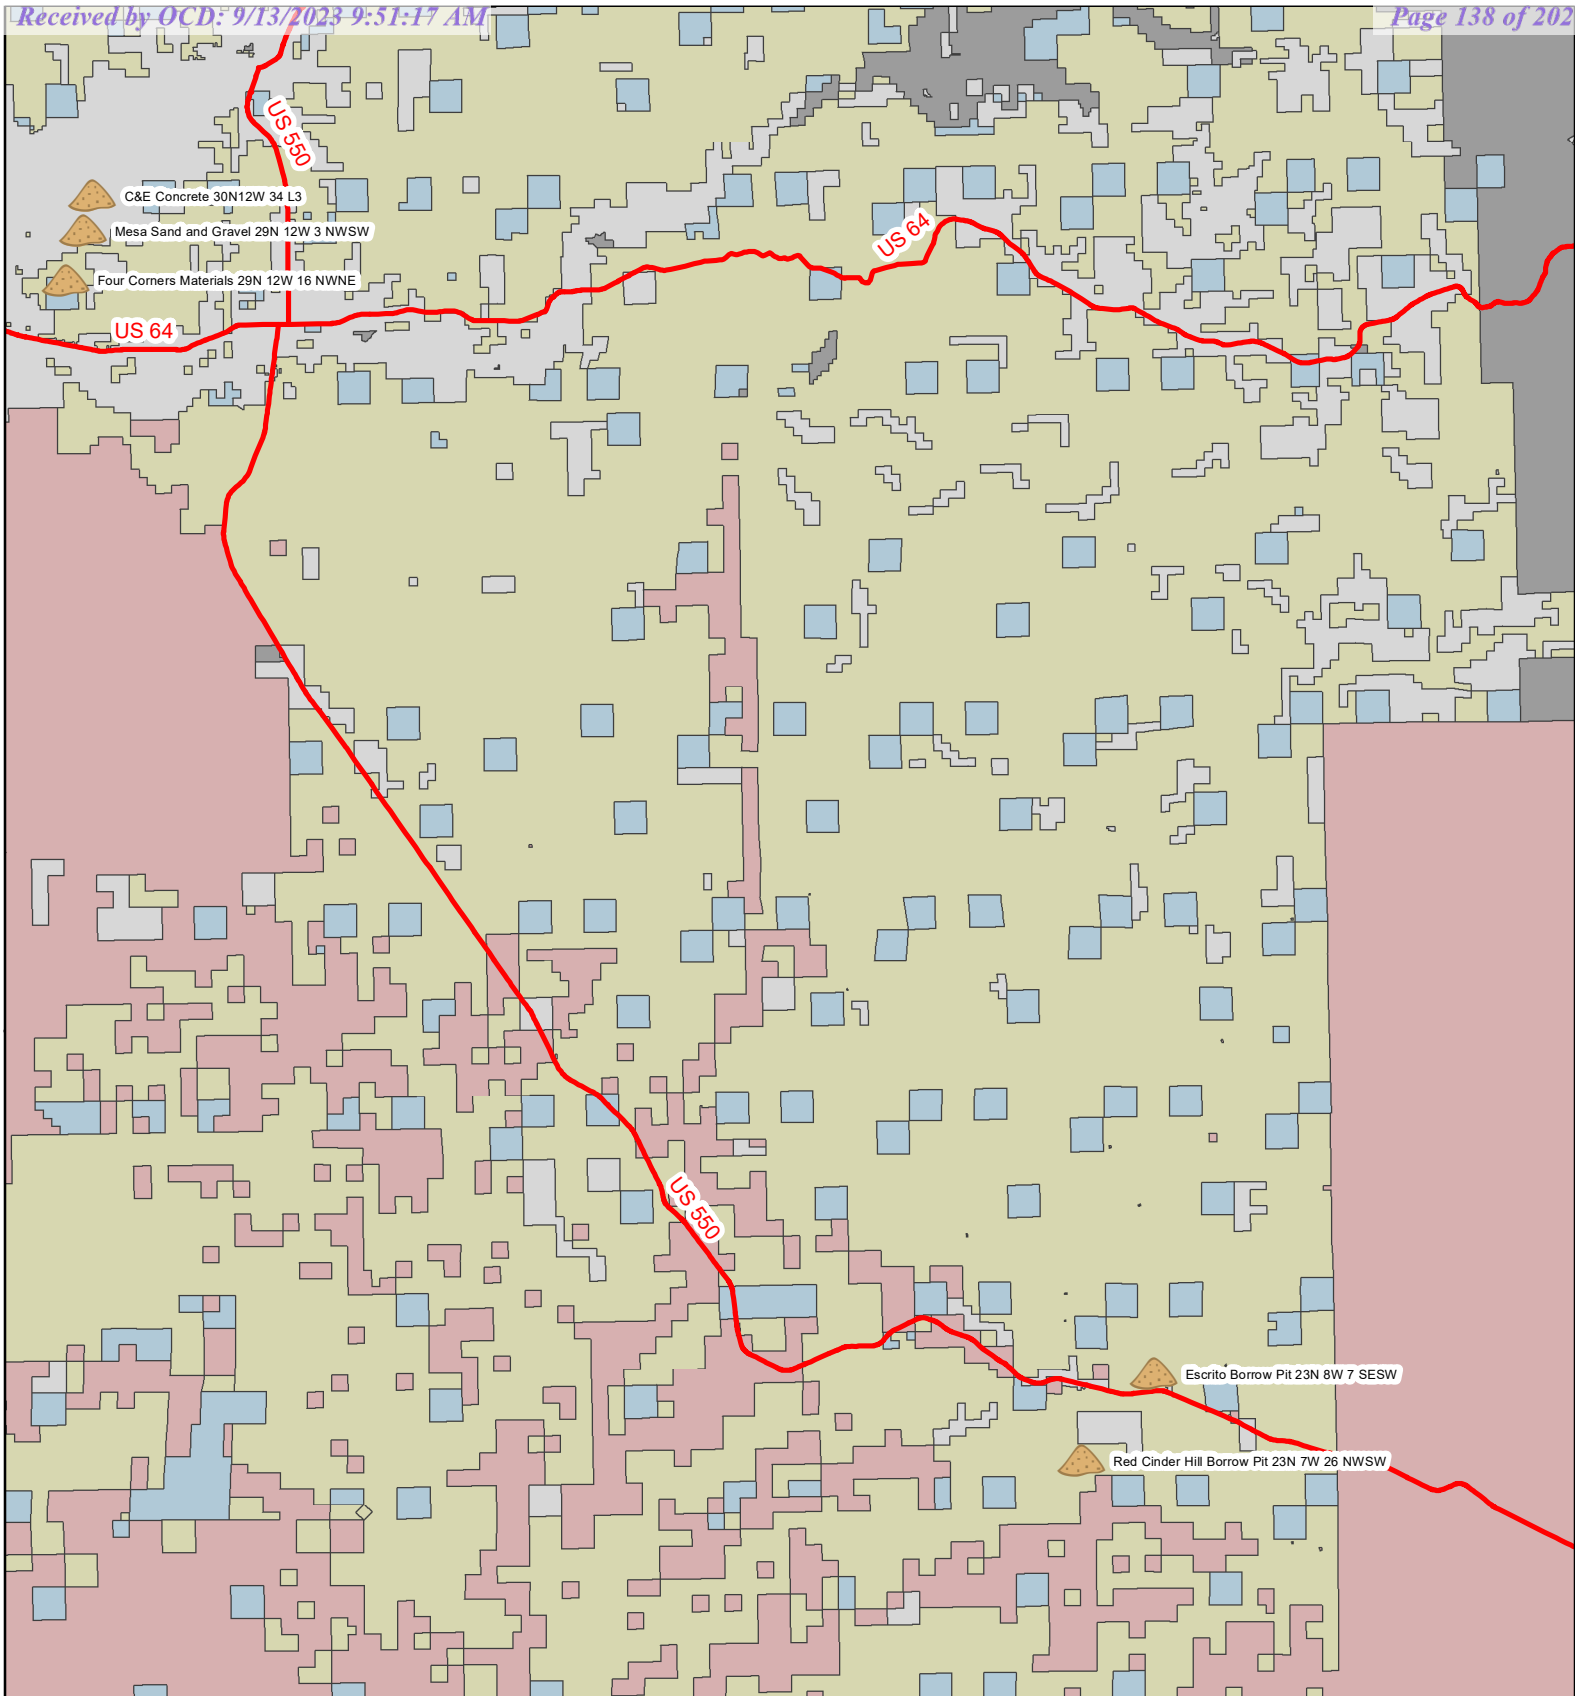 Received by OCD: 9/13/2023 9:51:17 AM
Page 138 of 202
US 550
C&E Concrete 30N12W 34 L3
Mesa Sand and Gravel 29N 12W 3 NWSW
US 64
Four Corners Materials 29N 12W 16 NWNE
US 64
US 550
Escrito Borrow Pit 23N 8W 7 SESW
Red Cinder Hill Borrow Pit 23N 7W 26 NWSW